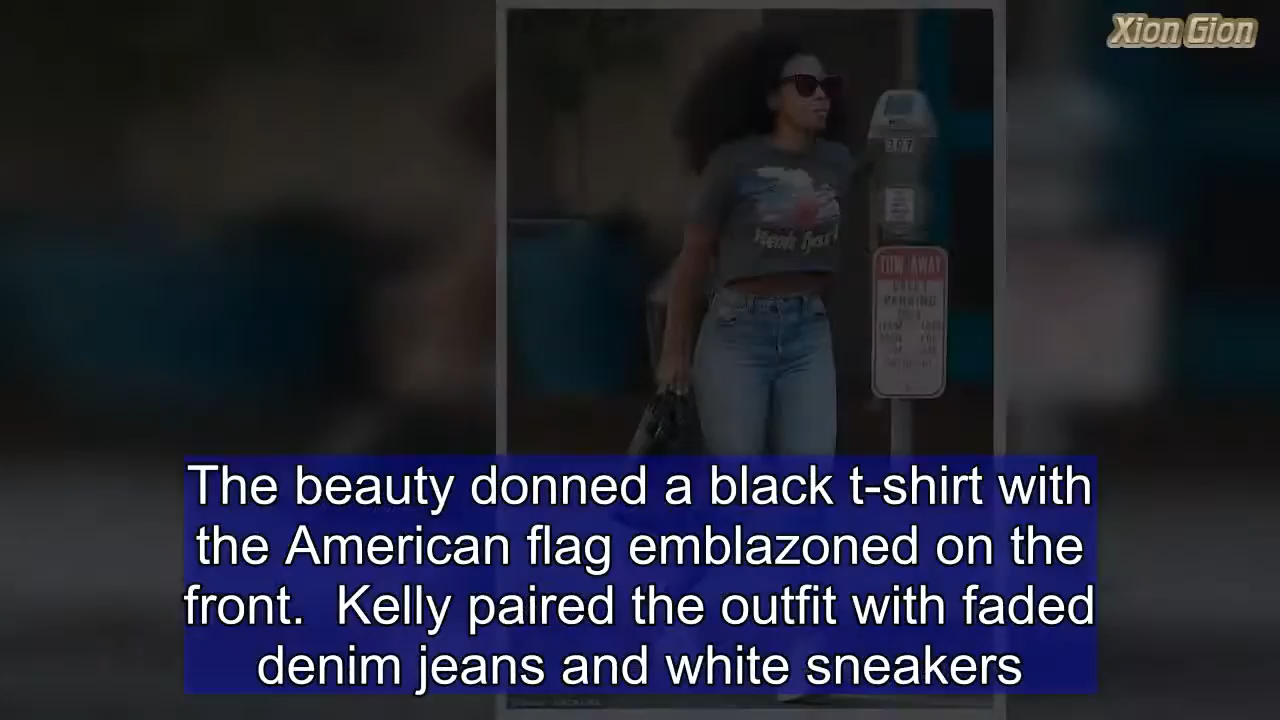 Xion Gion
307
TOW-AWAY
The beauty donned a black t-shirt with
the American flag emblazoned on the
front.  Kelly paired the outfit with faded
denim jeans and white sneakers